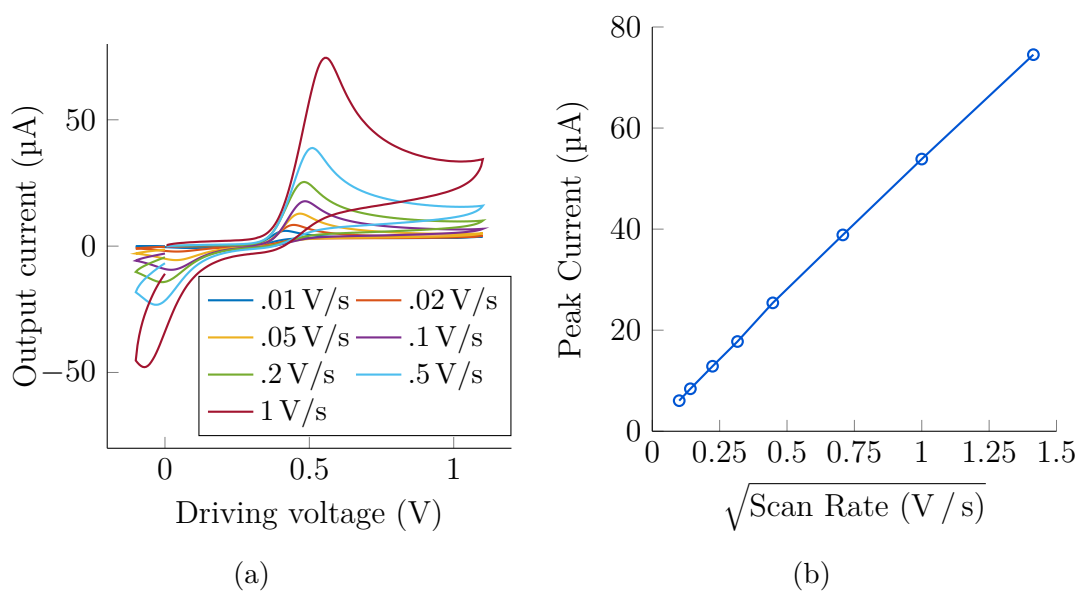 Output current (µA)
50
0
−50
.01 V/s
.02 V/s
.05 V/s
.1 V/s
.2 V/s
.5 V/s
1 V/s
0
0.5
1
Driving voltage (V)
(a)
Peak Current (µA)
80
60
40
20
0
0
0.25
0.5
0.75
1
1.25
1.5
√Scan Rate (V / s)
(b)